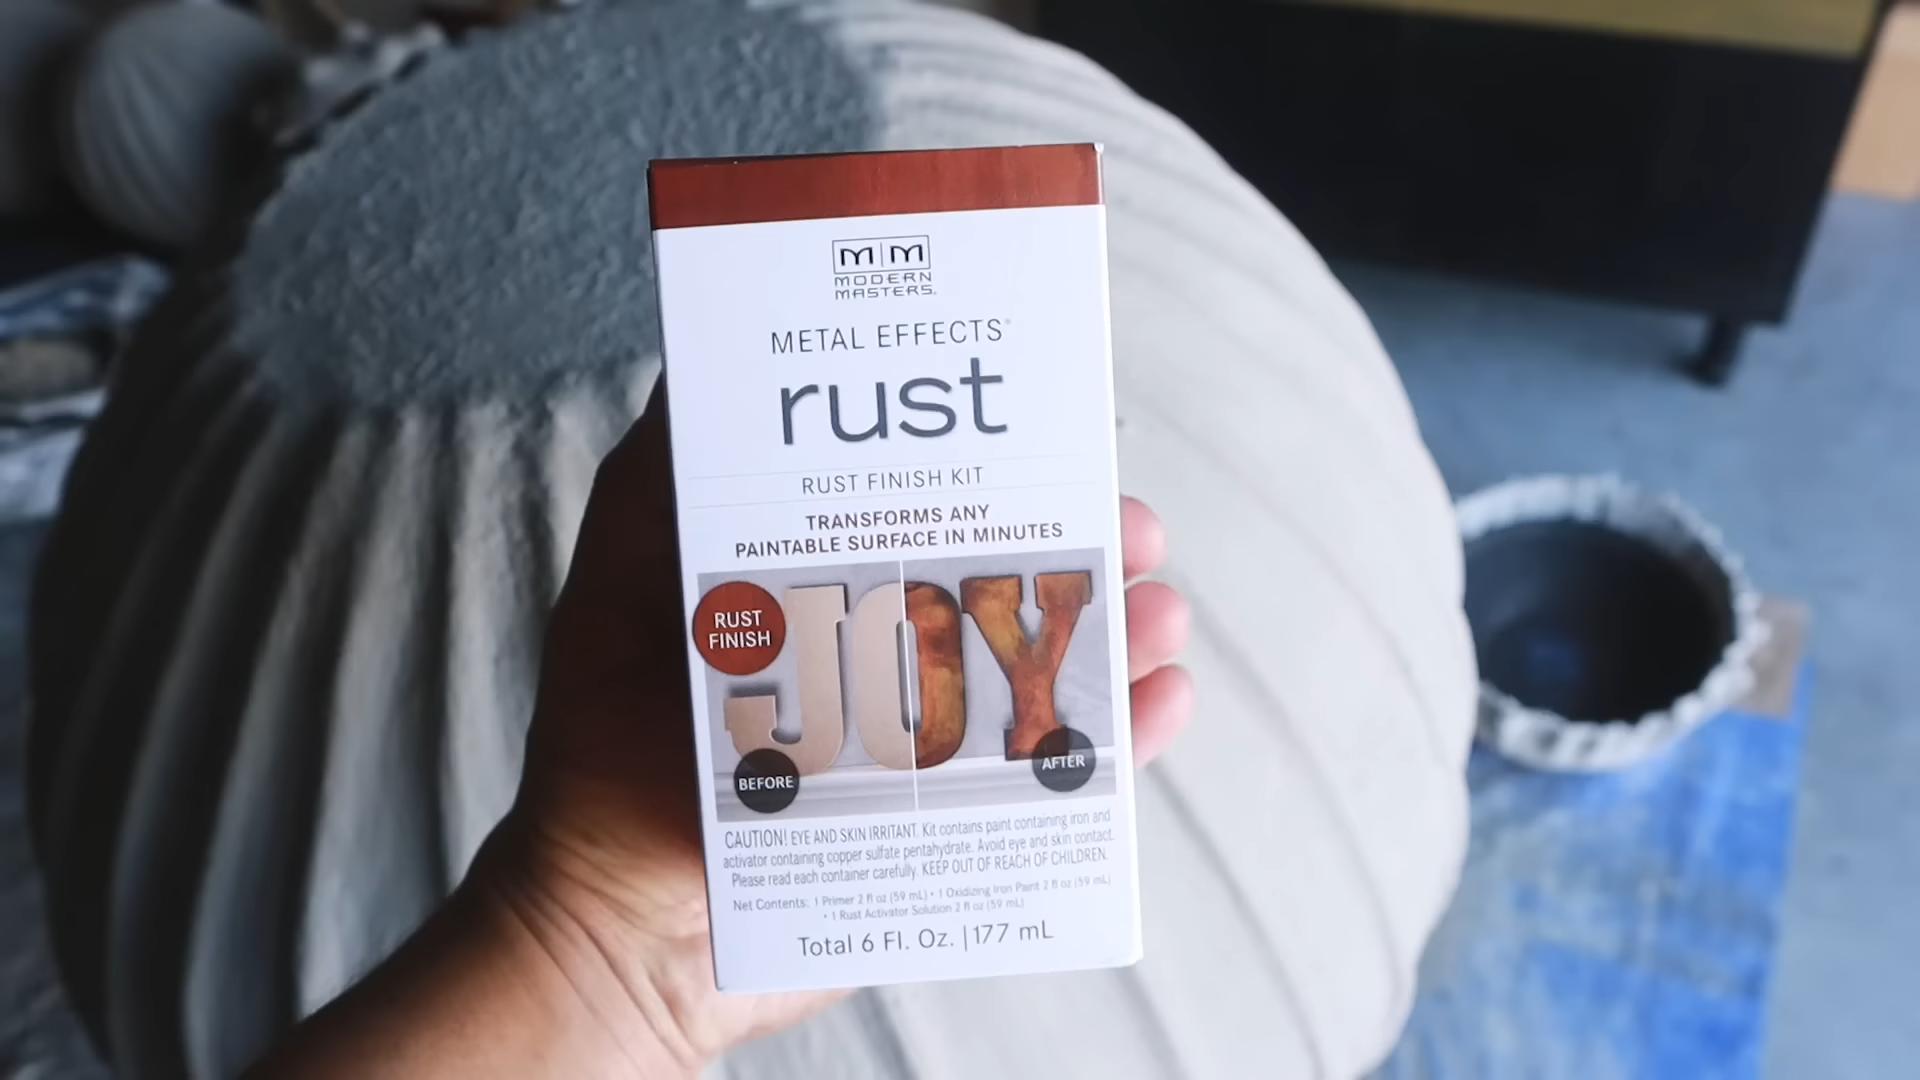 M|M
MODERN
MASTERS®
METAL EFFECTS®
rust
RUST FINISH KIT
TRANSFORMS ANY
PAINTABLE SURFACE IN MINUTES
RUST
FINISH
JOY
BEFORE
AFTER
CAUTION! EYE AND SKIN IRRITANT. Kit contains paint containing iron and
activator containing copper sulfate pentahydrate. Avoid eye and skin contact.
Please read each container carefully. KEEP OUT OF REACH OF CHILDREN.
Net Contents: 1 Primer 2 fl oz (59 mL) • 1 Oxidizing Iron Paint 2 fl oz (59 mL)
• 1 Rust Activator Solution 2 fl oz (59 mL)
Total 6 Fl. Oz. | 177 mL